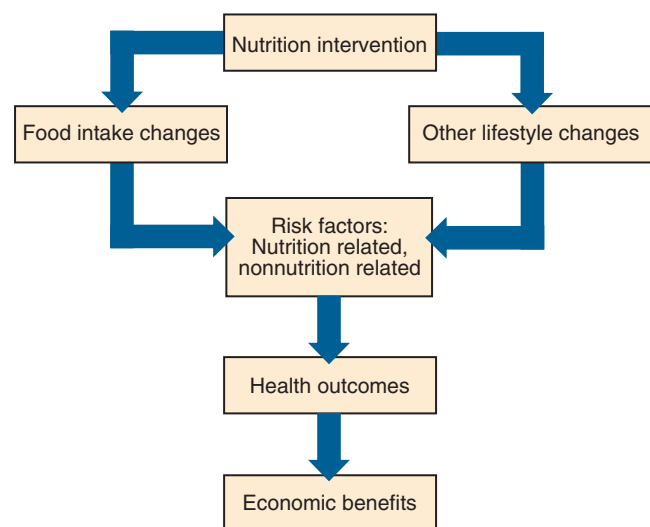 Nutrition intervention
Food intake changes
Other lifestyle changes
Risk factors:
Nutrition related,
nonnutrition related
Health outcomes
Economic benefits